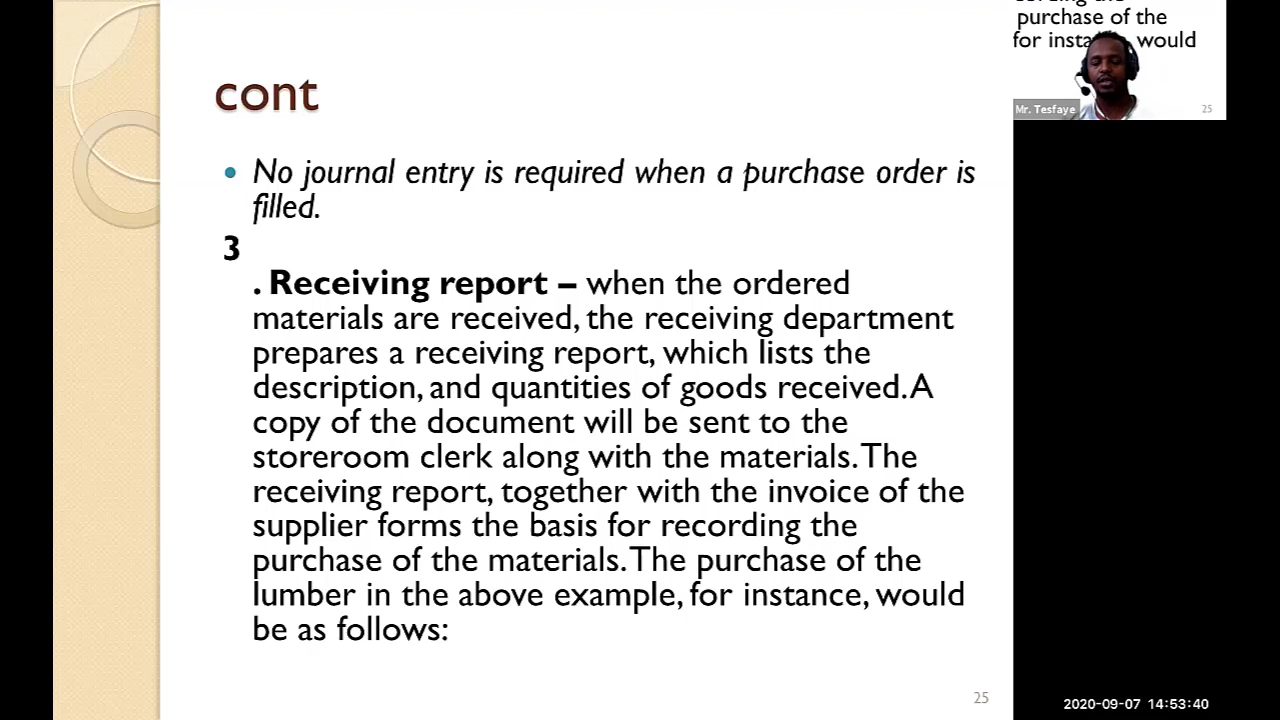 cont
• No journal entry is required when a purchase order is
filled.
3
. Receiving report – when the ordered
materials are received, the receiving department
prepares a receiving report, which lists the
description, and quantities of goods received. A
copy of the document will be sent to the
storeroom clerk along with the materials. The
receiving report, together with the invoice of the
supplier forms the basis for recording the
purchase of the materials. The purchase of the
lumber in the above example, for instance, would
be as follows:
25
purchase of the
for would
Mr. Tesfaye
25
2020-09-07 14:53:40